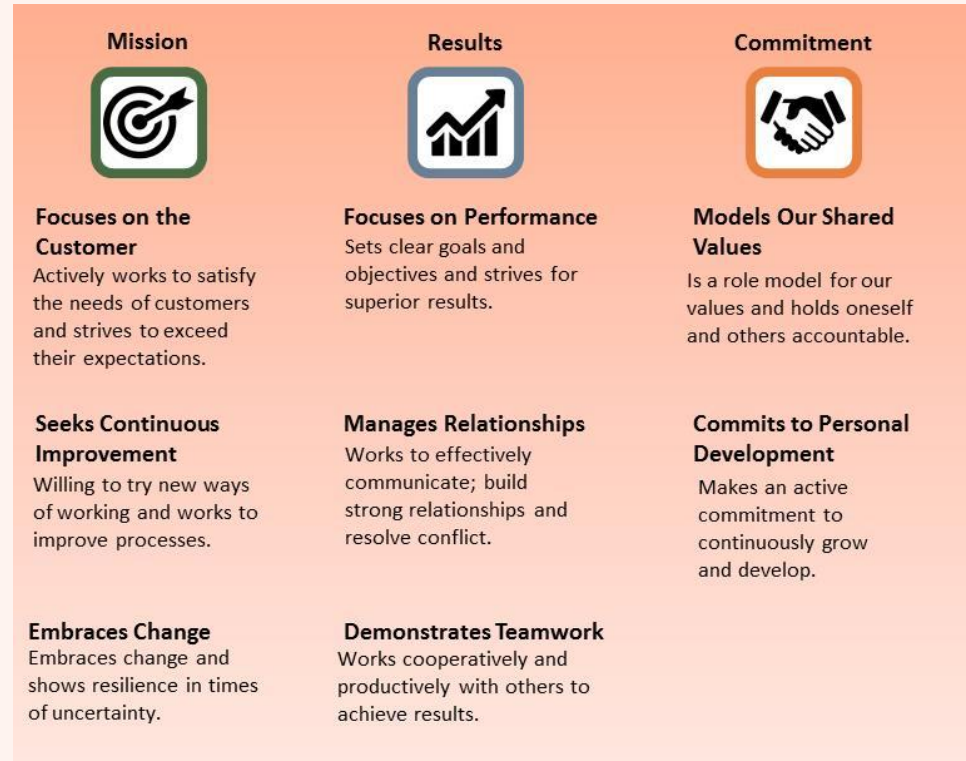 Mission
Focuses on the
Customer
Actively works to satisfy
the needs of customers
and strives to exceed
their expectations.
Seeks Continuous
Improvement
Willing to try new ways
of working and works to
improve processes.
Embraces Change
Embraces change and
shows resilience in times
of uncertainty.
Results
Focuses on Performance
Sets clear goals and
objectives and strives for
superior results.
Manages Relationships
Works to effectively
communicate; build
strong relationships and
resolve conflict.
Demonstrates Teamwork
Works cooperatively and
productively with others to
achieve results.
Commitment
Models Our Shared
Values
Is a role model for our
values and holds oneself
and others accountable.
Commits to Personal
Development
Makes an active
commitment to
continuously grow
and develop.